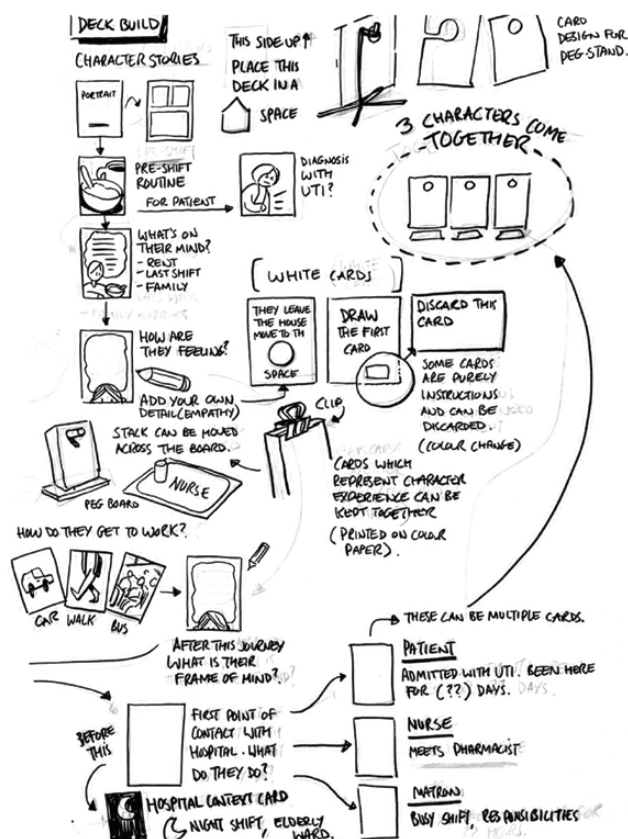 DECK BUILD
CHARACTER STORIES
PORTRAIT
THIS SIDE UP ↑
PLACE THIS
DECK IN A
SPACE
CARD
DESIGN FOR
PEG-STAND.
3 CHARACTERS COME
TOGETHER
PRE-SHIFT
ROUTINE
FOR PATIENT
DIAGNOSIS
WITH
UTI?
WHAT'S ON
THEIR MIND?
- RENT
- LAST SHIFT
- FAMILY
[WHITE CARDS]
THEY LEAVE
THE HOUSE
MOVE TO TH
SPACE
DRAW
THE FIRST
CARD
DISCARD THIS
CARD
HOW ARE
THEY FEELING?
ADD YOUR OWN
DETAIL (EMPATHY)
SOME CARDS
ARE PURELY
INSTRUCTIONS
AND CAN BE
DISCARDED.
(COLOUR CHANGE)
STACK CAN BE MOVED
ACROSS THE BOARD.
CLIP
PEG BOARD
NURSE
CARDS WHICH
REPRESENT CHARACTER
EXPERIENCE CAN BE
KEPT TOGETHER
(PRINTED ON COLOUR
PAPER).
HOW DO THEY GET TO WORK?
CAR WALK BUS
AFTER THIS JOURNEY
WHAT IS THEIR
FRAME OF MIND?
THESE CAN BE MULTIPLE CARDS.
PATIENT
ADMITTED WITH UTI. BEEN HERE
FOR (??) DAYS.
BEFORE
THIS
FIRST POINT OF
CONTACT WITH
HOSPITAL. WHAT
DO THEY DO?
NURSE
MEETS PHARMACIST
HOSPITAL CONTEXT CARD
NIGHT SHIFT, ELDERLY
WARD.
MATRON
BUSY SHIFT RESPONSIBILITIES